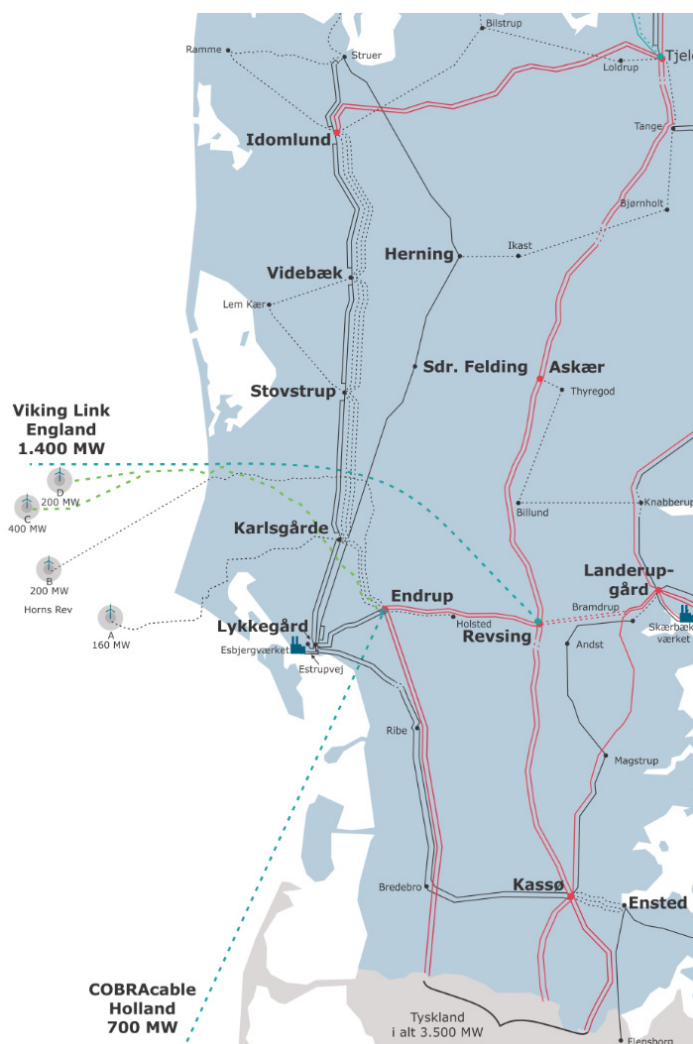 Bilstrup
Ramme
Struer
Loldrup
Idomlund
Tange
Bjørnholt
Herning
Ikast
Videbæk
Lem Kær
Sdr. Felding
Askær
Thyregod
Stovstrup
Viking Link
England
1.400 MW
D
200 MW
C
400 MW
Billund
Knabberup
Karlsgårde
B
200 MW
Horns Rev
Landerup-
gård
Endrup
Bramdrup
A
160 MW
Holsted
Revsing
Skærbæk
værket
Lykkegård
Esbjergværket
Estrupvej
Andst
Ribe
Magstrup
Bredebro
Kassø
Ensted
COBRAcable
Holland
700 MW
Tyskland
i alt 3.500 MW